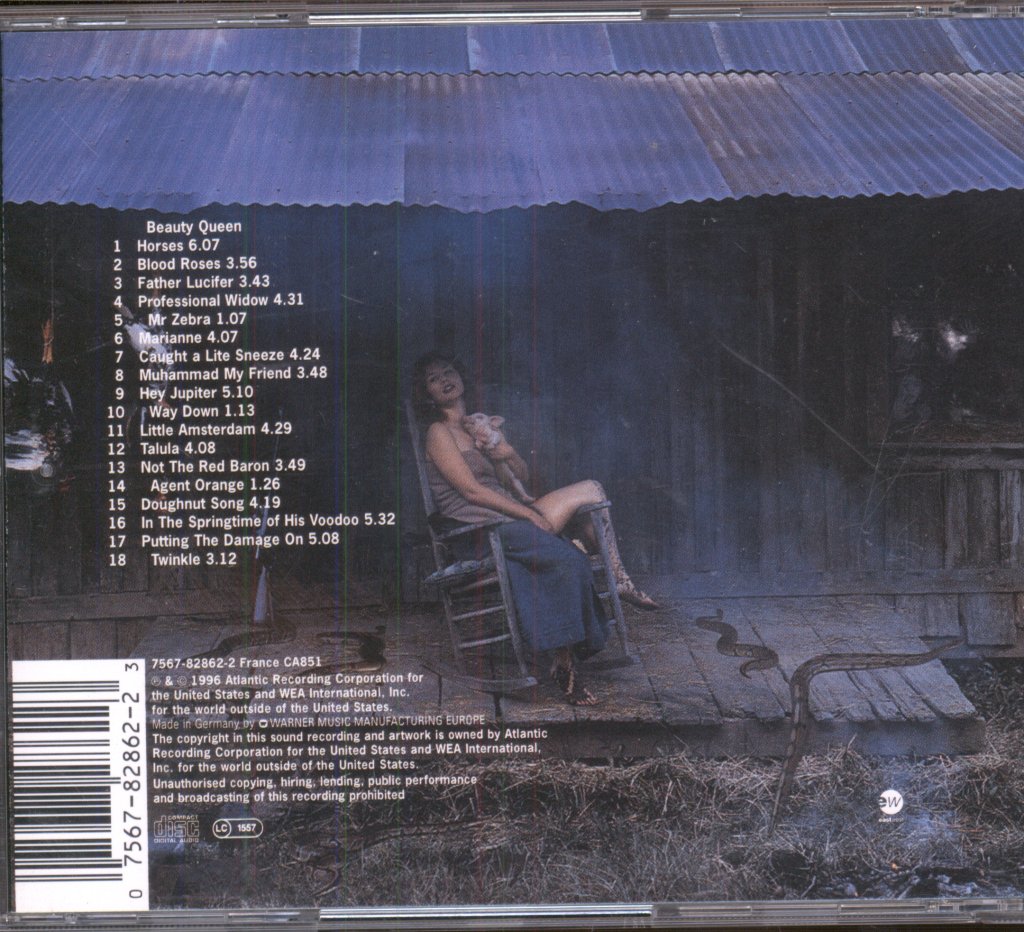 Beauty Queen
1 Horses 6.07
2 Blood Roses 3.56
3 Father Lucifer 3.43
4 Professional Widow 4.31
5 Mr Zebra 1.07
6 Marianne 4.07
7 Caught a Lite Sneeze 4.24
8 Muhammad My Friend 3.48
9 Hey Jupiter 5.10
10 Way Down 1.13
11 Little Amsterdam 4.29
12 Talula 4.08
13 Not The Red Baron 3.49
14 Agent Orange 1.26
15 Doughnut Song 4.19
16 In The Springtime of His Voodoo 5.32
17 Putting The Damage On 5.08
18 Twinkle 3.12
7567-82862-2 France CA851
℗ & © 1996 Atlantic Recording Corporation for
the United States and WEA International, Inc.
for the world outside of the United States.
Made in Germany by WARNER MUSIC MANUFACTURING EUROPE
The copyright in this sound recording and artwork is owned by Atlantic
Recording Corporation for the United States and WEA International,
Inc. for the world outside of the United States.
Unauthorised copying, hiring, lending, public performance
and broadcasting of this recording prohibited
COMPACT
disc
DIGITAL AUDIO
LC 1557
0 7567-82862-2 3
ew
eastwest